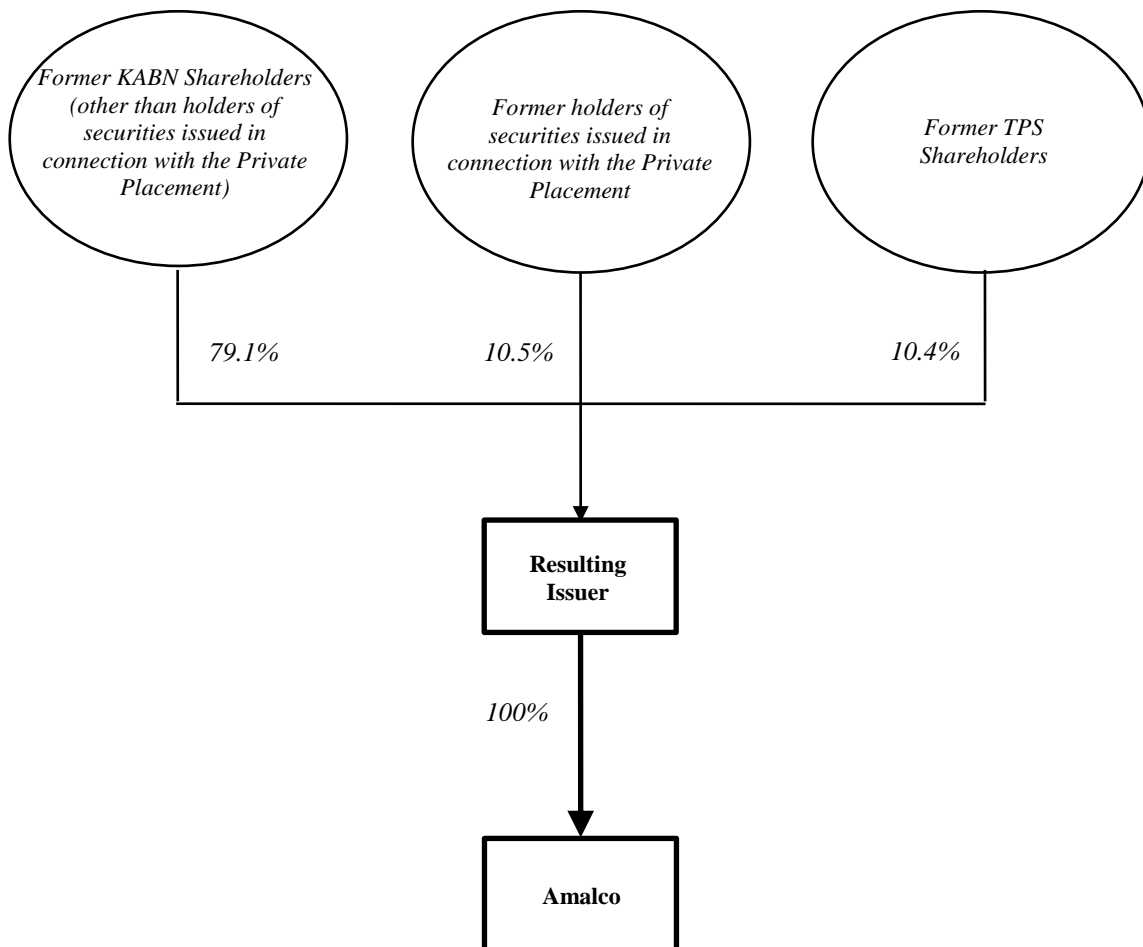 Former KABN Shareholders
(other than holders of
securities issued in
connection with the Private
Placement)
Former holders of
securities issued in
connection with the Private
Placement
Former TPS
Shareholders
79.1%
10.5%
10.4%
Resulting
Issuer
100%
Amalco